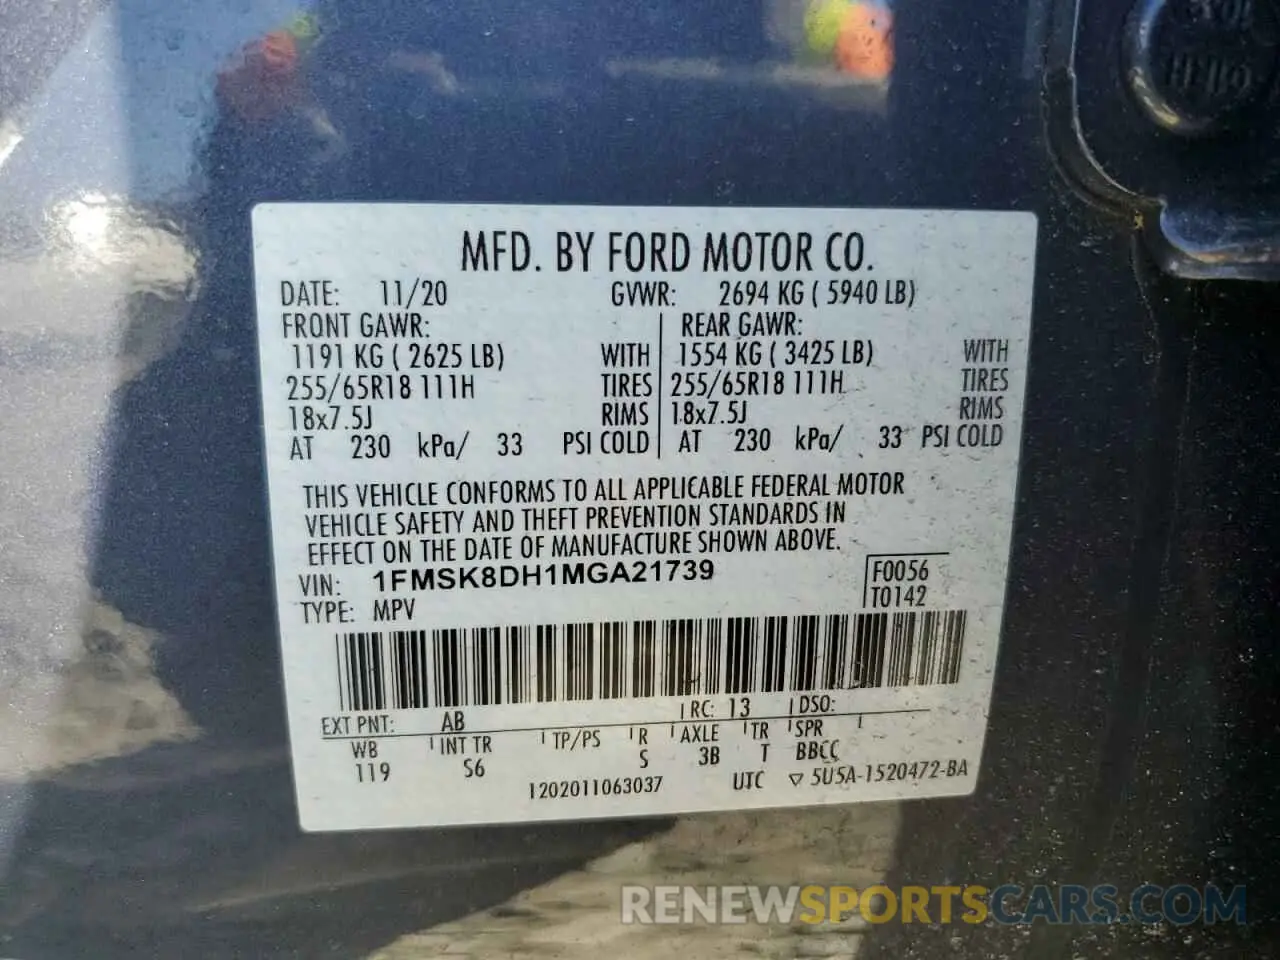 MFD. BY FORD MOTOR CO.
DATE: 11/20 GVWR: 2694 KG ( 5940 LB)
FRONT GAWR: REAR GAWR:
1191 KG ( 2625 LB) WITH 1554 KG ( 3425 LB) WITH
255/65R18 111H TIRES 255/65R18 111H TIRES
18x7.5J RIMS 18x7.5J RIMS
AT 230 kPa/ 33 PSI COLD AT 230 kPa/ 33 PSI COLD
THIS VEHICLE CONFORMS TO ALL APPLICABLE FEDERAL MOTOR
VEHICLE SAFETY AND THEFT PREVENTION STANDARDS IN
EFFECT ON THE DATE OF MANUFACTURE SHOWN ABOVE.
VIN: 1FMSK8DH1MGA21739 F0056
TYPE: MPV T0142
EXT PNT: AB RC: 13 DSO:
WB INT TR TP/PS R AXLE TR SPR
119 S6 S 3B T BBCC
1202011063037 UTC ▽ 5U5A-1520472-BA
RENEWSPORTSCARS.COM